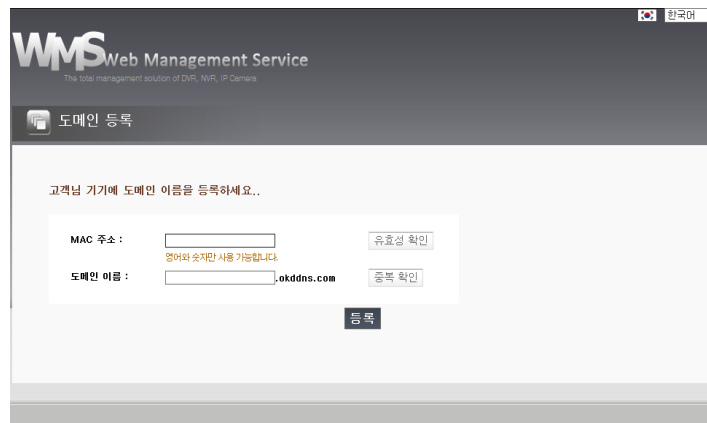 한국어
WMS Web Management Service
The total management solution of DVR, NVR, IP Camera
도메인 등록
고객님 기기에 도메인 이름을 등록하세요..
MAC 주소 : 유효성 확인
영어와 숫자만 사용 가능합니다.
도메인 이름 : .okddns.com 중복 확인
등록